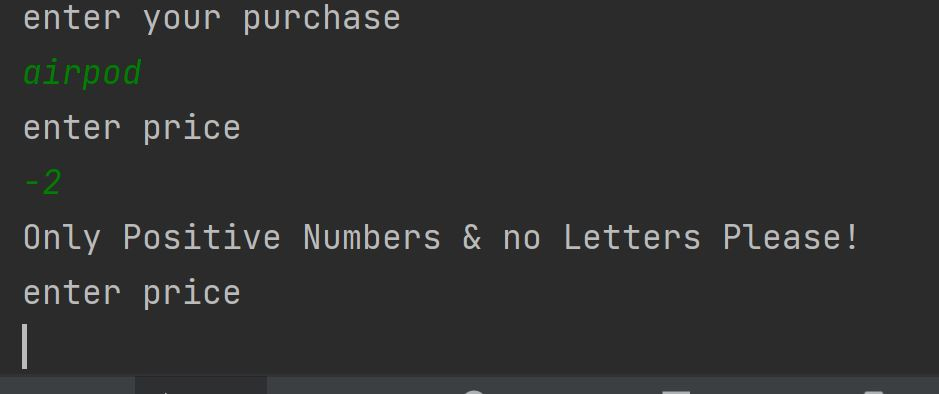 enter your purchase
airpod
enter price
-2
Only Positive Numbers & no Letters Please!
enter price